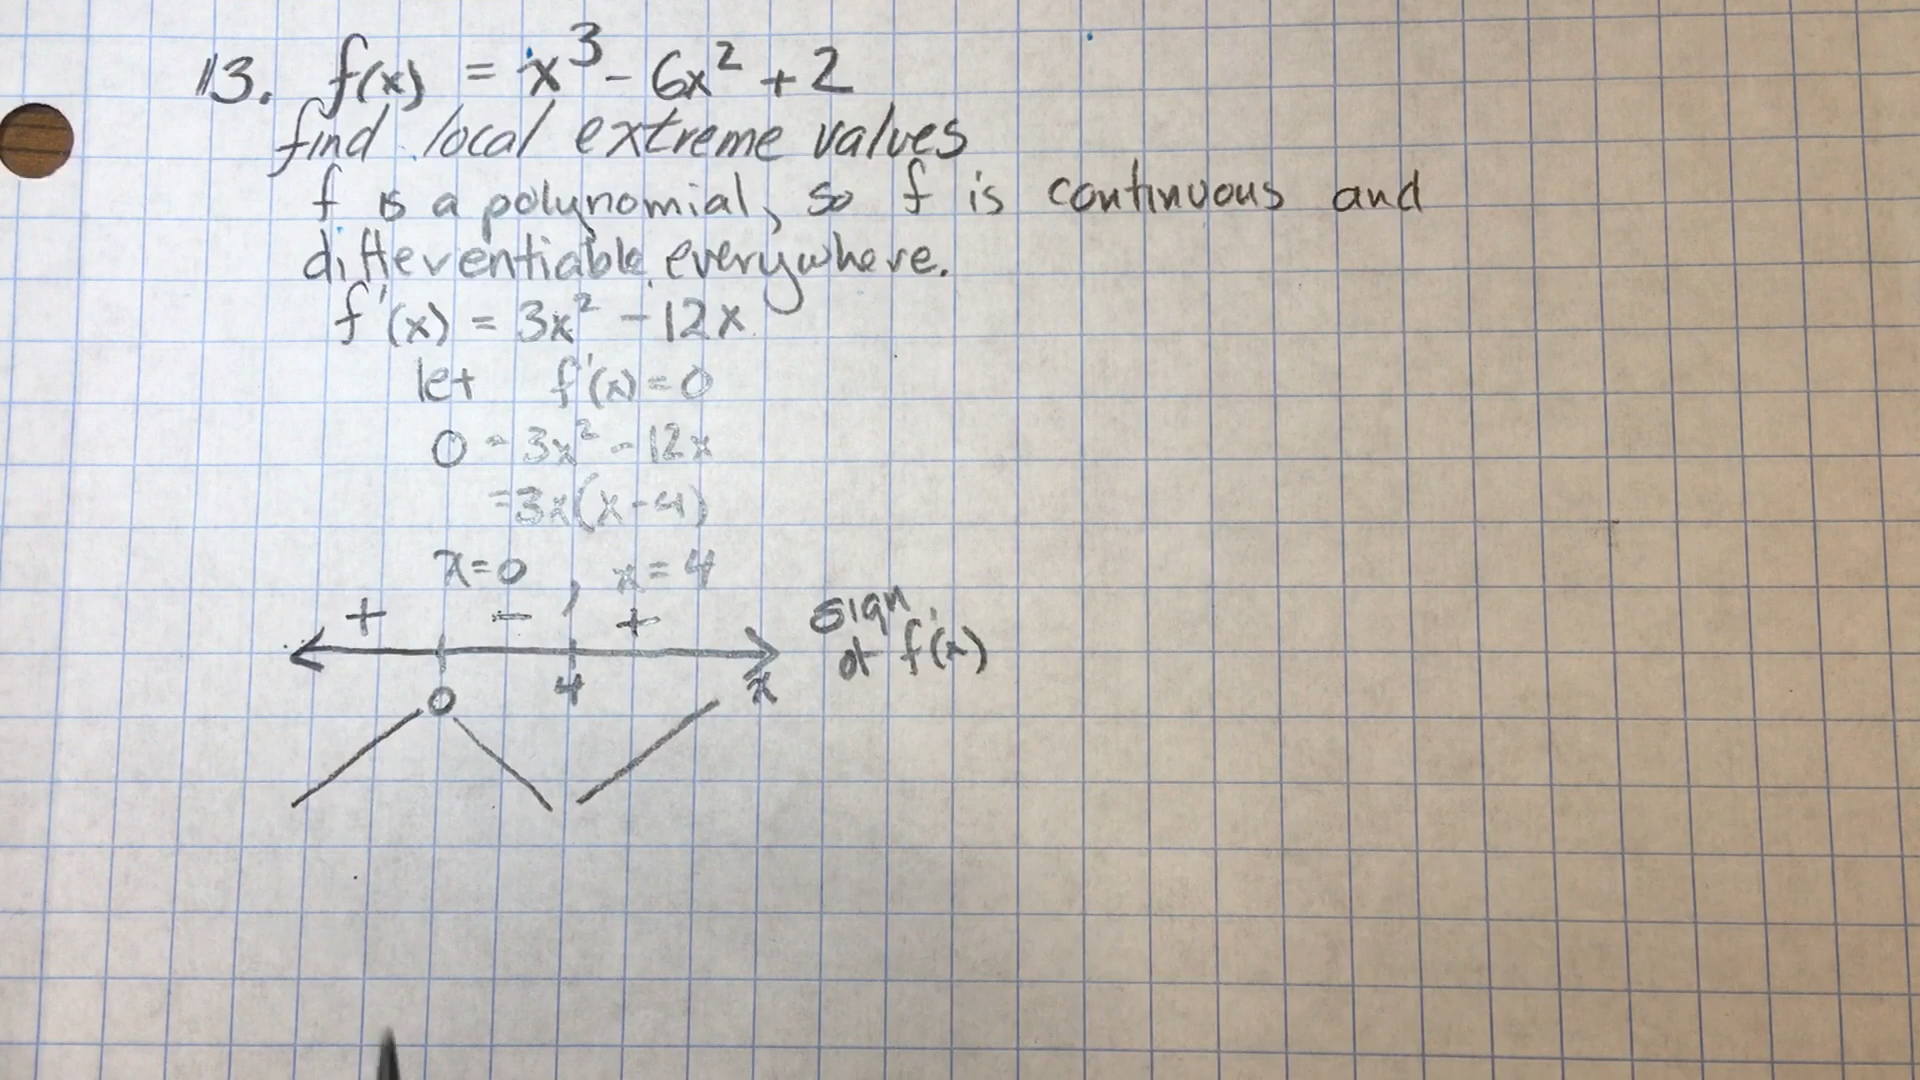 13. f(x) = x³ - 6x² + 2
find local extreme values
f is a polynomial, so f is continuous and
differentiable everywhere.
f'(x) = 3x² - 12x
let f'(x) = 0
0 = 3x² - 12x
= 3x(x-4)
x=0, x=4
+ - + sign
of f'(x)
0 4 x